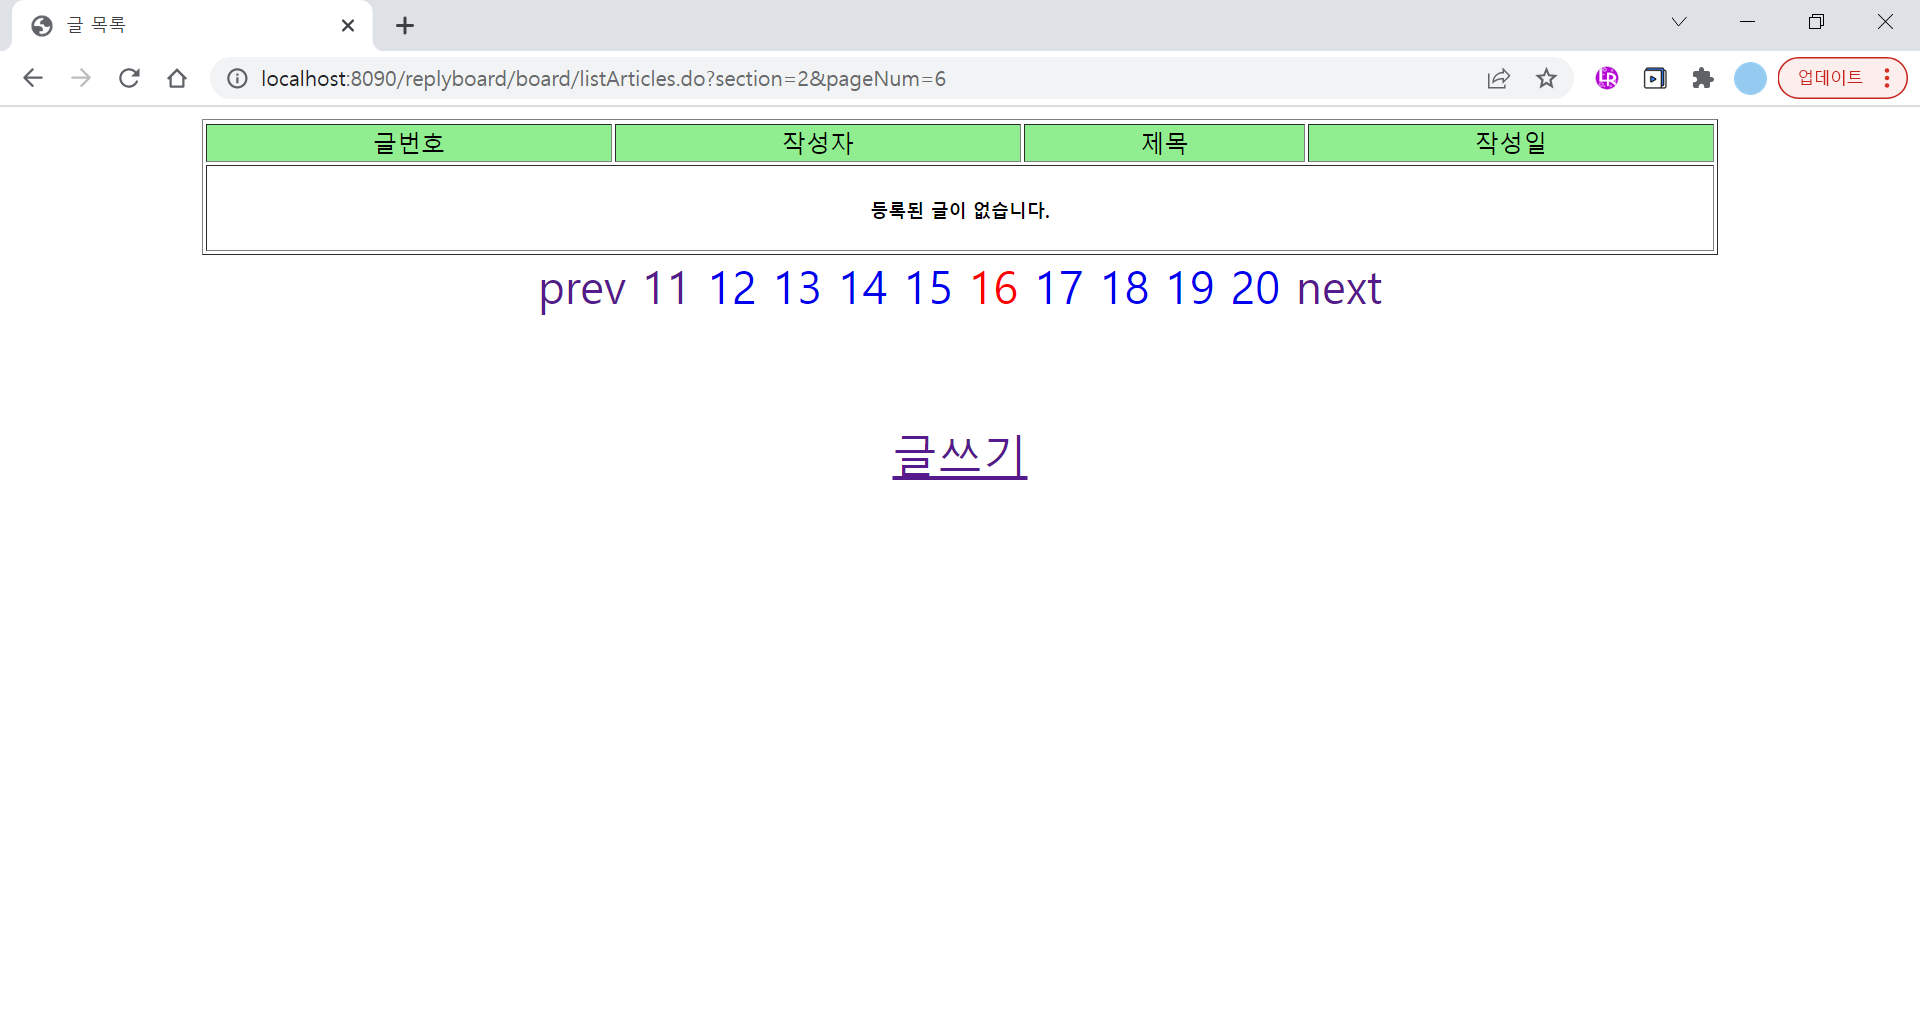 글 목록
localhost:8090/replyboard/board/listArticles.do?section=2&pageNum=6 업데이트
글번호 작성자 제목 작성일
등록된 글이 없습니다.
prev 11 12 13 14 15 16 17 18 19 20 next
글쓰기